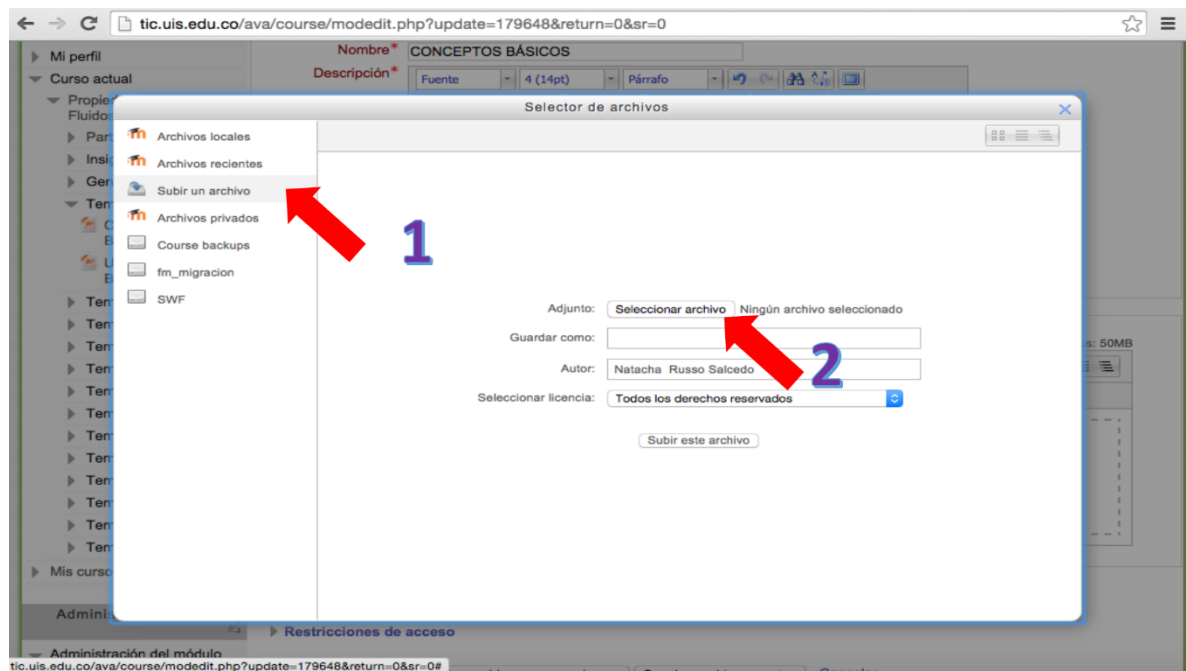 tic.uis.edu.co/ava/course/modedit.php?update=179648&return=0&sr=0
Mi perfil
Nombre* CONCEPTOS BÁSICOS
Curso actual
Descripción* Fuente 4 (14pt) Párrafo
Selector de archivos
Fluidos
Archivos locales
Archivos recientes
Subir un archivo
Archivos privados
Course backups
fm_migracion
SWF
1
Adjunto: Seleccionar archivo Ningún archivo seleccionado
Guardar como:
2
Autor: Natacha Russo Salcedo
Seleccionar licencia: Todos los derechos reservados
Subir este archivo
50MB
Mis
Restricciones de acceso
Administración del módulo
tic.uis.edu.co/ava/course/modedit.php?update=179648&return=0&sr=0#